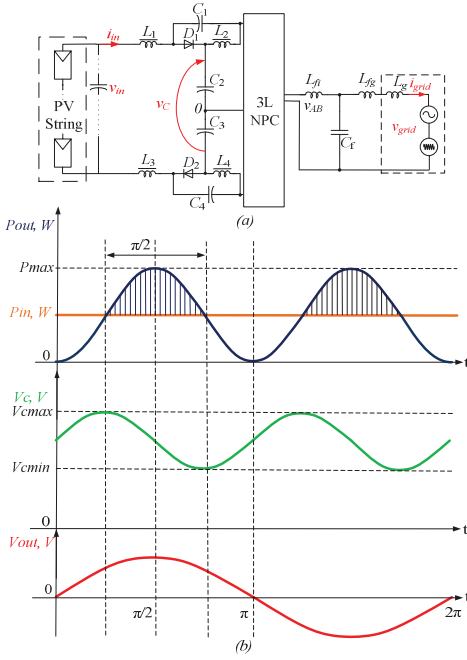 C1
iin L1 D1 L2
PV String
vin
vC
C2
0
C3
3L NPC
Lfi
vAB
Lfg
Lg
igrid
Cf
vgrid
L3 D2 L4
C4
(a)
Pout, W
π/2
Pmax
Pin, W
0
t
Vc, V
Vcmax
Vcmin
0
t
Vout, V
0
t
π/2
π
2π
(b)